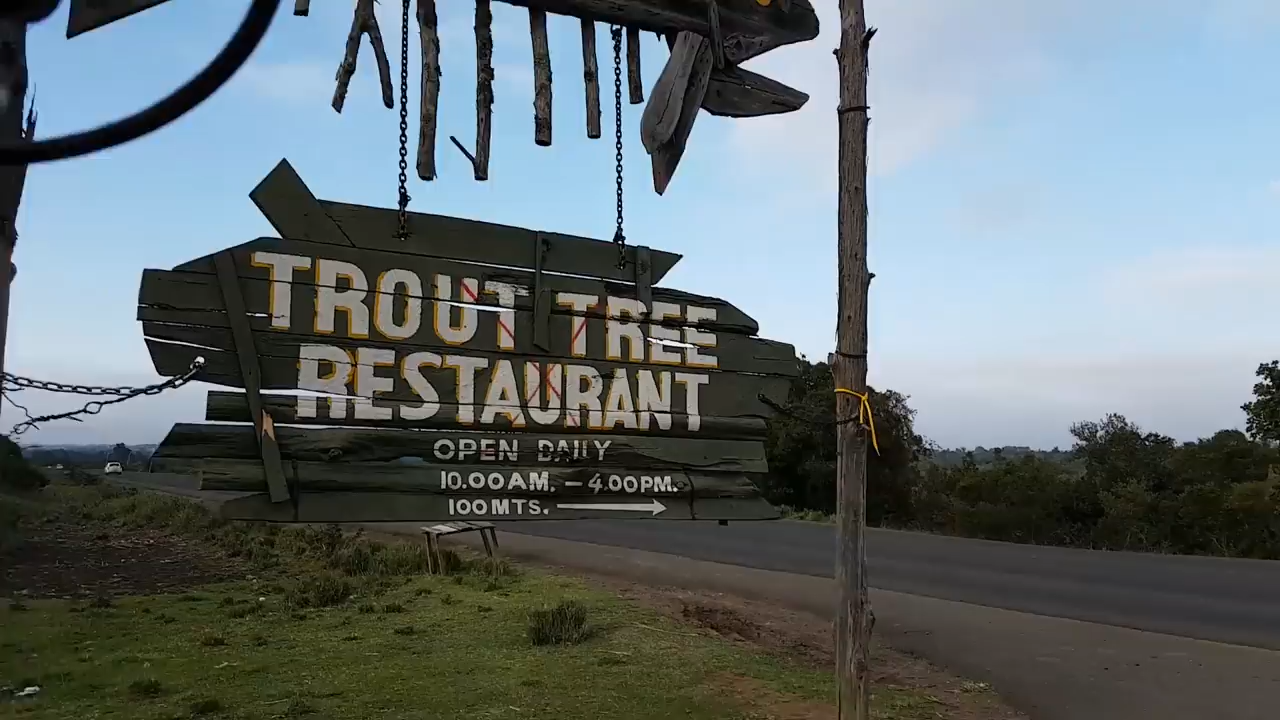 TROUT TREE
RESTAURANT
OPEN DAILY
10.00AM. - 4.00PM.
100MTS.